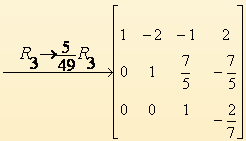 R₃→5/49 R₃
1 −2 −1 2
0 1 7/5 −7/5
0 0 1 −2/7